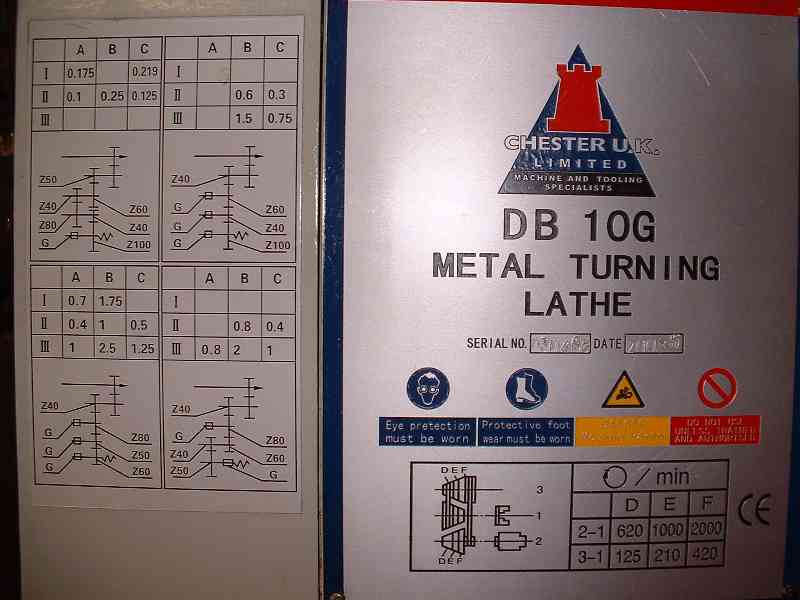 A B C
I 0.175 0.219
II 0.1 0.25 0.125
III
Z50
Z40 Z60
Z80 Z40
G Z100
A B C
I
II 0.6 0.3
III 1.5 0.75
Z40
G
G Z60
G Z40
G Z100
A B C
I 0.7 1.75
II 0.4 1 0.5
III 1 2.5 1.25
Z40
G Z80
G Z50
G Z60
A B C
I
II 0.8 0.4
III 0.8 2 1
Z40
G Z80
Z40 Z60
Z50 G
CHESTER U.K.
LIMITED
MACHINE AND TOOLING
SPECIALISTS
DB 10G
METAL TURNING
LATHE
SERIAL NO. DATE
Eye pretection
must be worn
Protective foot
wear must be worn
DO NOT USE
UNLESS TRAINED
AND AUTHORISED
DEF
3
1
2
DEF
/ min
D E F
2-1 620 1000 2000
3-1 125 210 420
CE